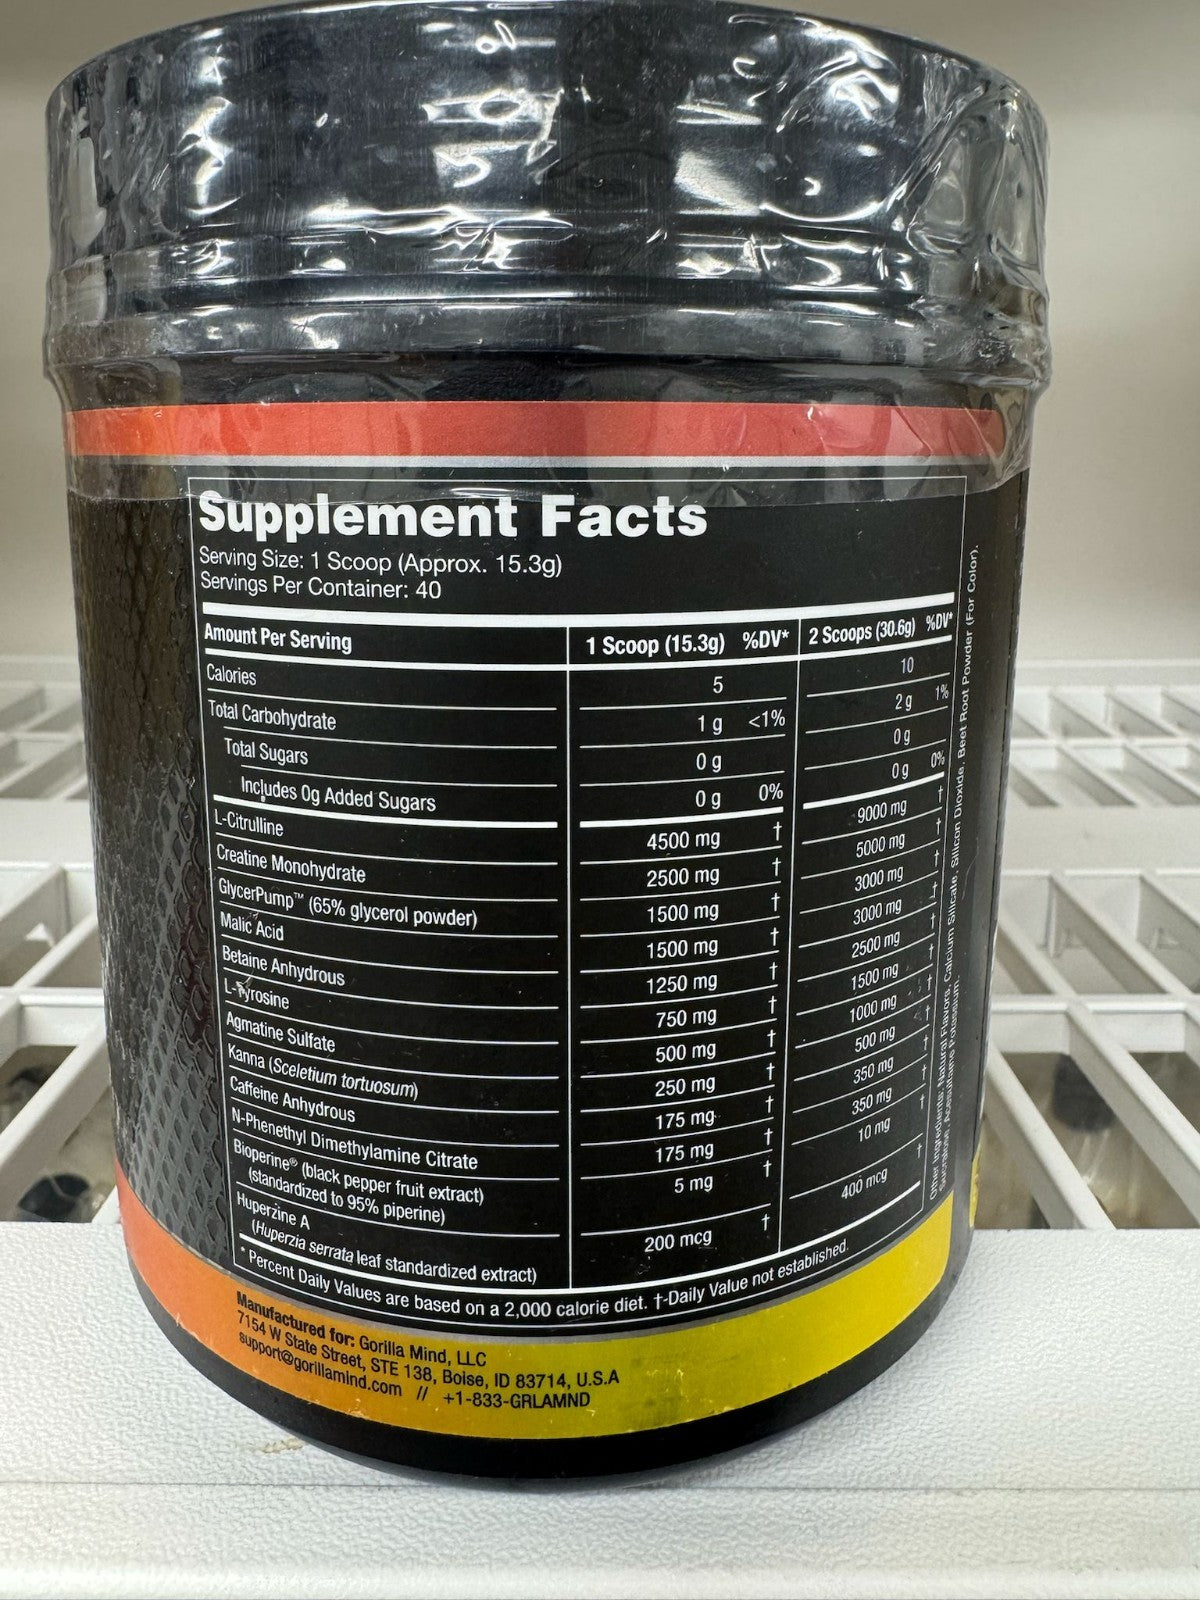 Supplement Facts
Serving Size: 1 Scoop (Approx. 15.3g)
Servings Per Container: 40
Amount Per Serving 1 Scoop (15.3g) %DV* 2 Scoops (30.6g) %DV*
Calories 5 10
Total Carbohydrate 1 g <1% 2 g 1%
Total Sugars 0 g 0 g
Includes 0g Added Sugars 0 g 0% 0 g 0%
L-Citrulline 4500 mg † 9000 mg †
Creatine Monohydrate 2500 mg † 5000 mg †
GlycerPump™ (65% glycerol powder) 1500 mg † 3000 mg †
Malic Acid 1500 mg † 3000 mg †
Betaine Anhydrous 1250 mg † 2500 mg †
L-Tyrosine 750 mg † 1500 mg †
Agmatine Sulfate 500 mg † 1000 mg †
Kanna (Sceletium tortuosum) 250 mg † 500 mg †
Caffeine Anhydrous 175 mg † 350 mg †
N-Phenethyl Dimethylamine Citrate 175 mg † 350 mg †
Bioperine® (black pepper fruit extract) 5 mg † 10 mg †
(standardized to 95% piperine)
Huperzine A 200 mcg † 400 mcg †
(Huperzia serrata leaf standardized extract)
* Percent Daily Values are based on a 2,000 calorie diet. †-Daily Value not established.
Other Ingredients: Natural Flavors, Calcium Silicate, Silicon Dioxide, Beet Root Powder (For Color),
Sucralose, Acesulfame Potassium.
Manufactured for: Gorilla Mind, LLC
7154 W State Street, STE 138, Boise, ID 83714, U.S.A
support@gorillamind.com // +1-833-GRLAMND